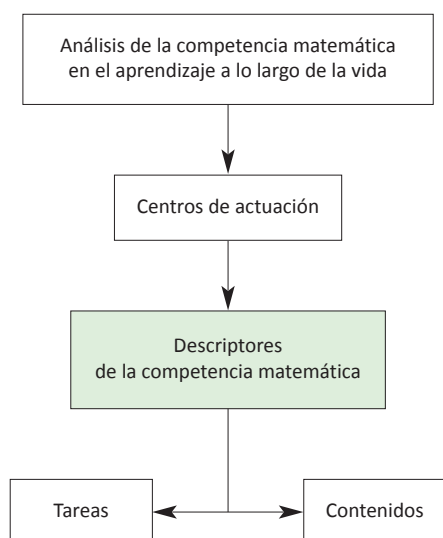 Análisis de la competencia matemática
en el aprendizaje a lo largo de la vida
Centros de actuación
Descriptores
de la competencia matemática
Tareas
Contenidos